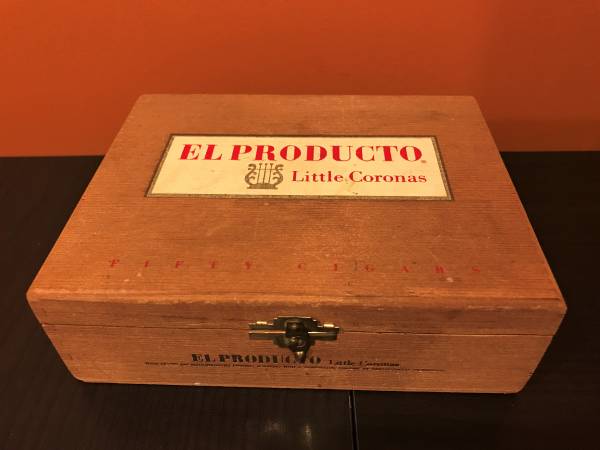 EL PRODUCTO®
Little Coronas
FIFTY CIGARS
EL PRODUCTO Little Coronas